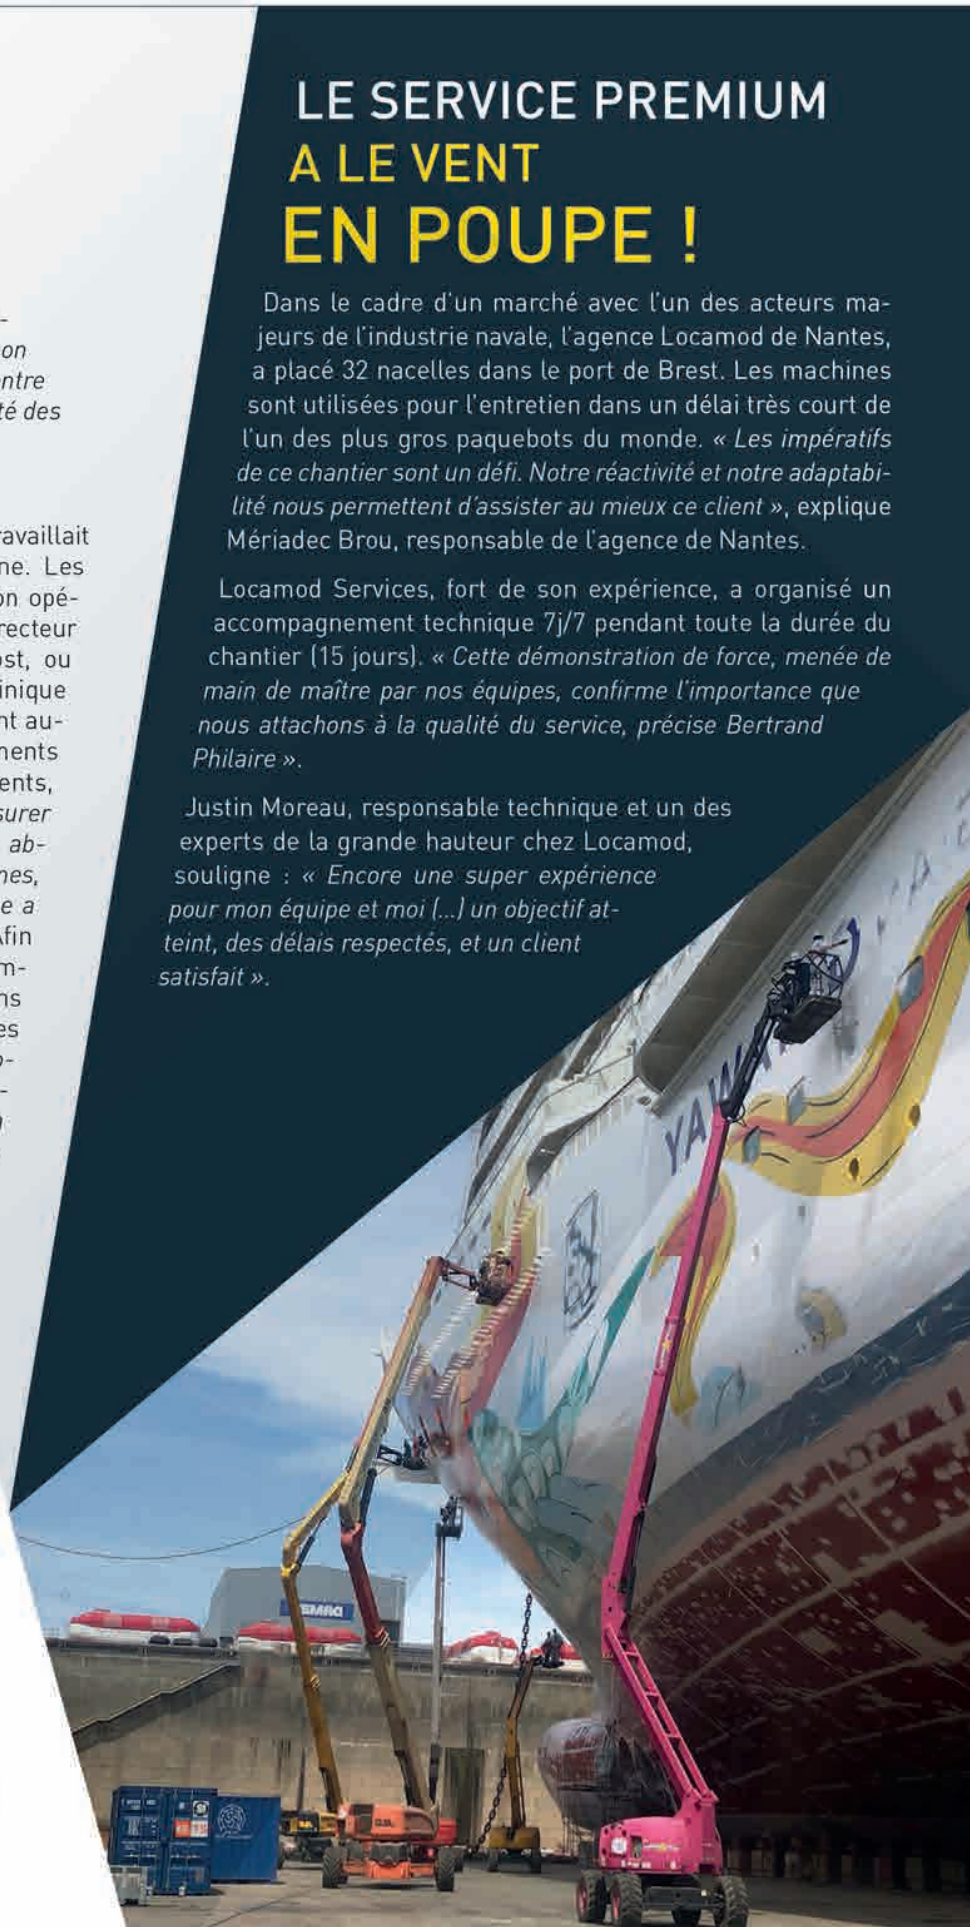 LE SERVICE PREMIUM
A LE VENT
EN POUPE !
Dans le cadre d'un marché avec l'un des acteurs ma-
jeurs de l'industrie navale, l'agence Locamod de Nantes,
a placé 32 nacelles dans le port de Brest. Les machines
sont utilisées pour l'entretien dans un délai très court de
l'un des plus gros paquebots du monde. « Les impératifs
de ce chantier sont un défi. Notre réactivité et notre adaptabi-
lité nous permettent d'assister au mieux ce client », explique
Mériadec Brou, responsable de l'agence de Nantes.
Locamod Services, fort de son expérience, a organisé un
accompagnement technique 7j/7 pendant toute la durée du
chantier (15 jours). « Cette démonstration de force, menée de
main de maître par nos équipes, confirme l'importance que
nous attachons à la qualité du service, précise Bertrand
Philaire ».
Justin Moreau, responsable technique et un des
experts de la grande hauteur chez Locamod,
souligne : « Encore une super expérience
pour mon équipe et moi (...) un objectif at-
teint, des délais respectés, et un client
satisfait ».
on
entre
té des
ravaillait
ne. Les
on opé-
recteur
ost, ou
inique
nt au-
ments
ents,
surer
ab-
nes,
e a
Afin
m-
ns
es